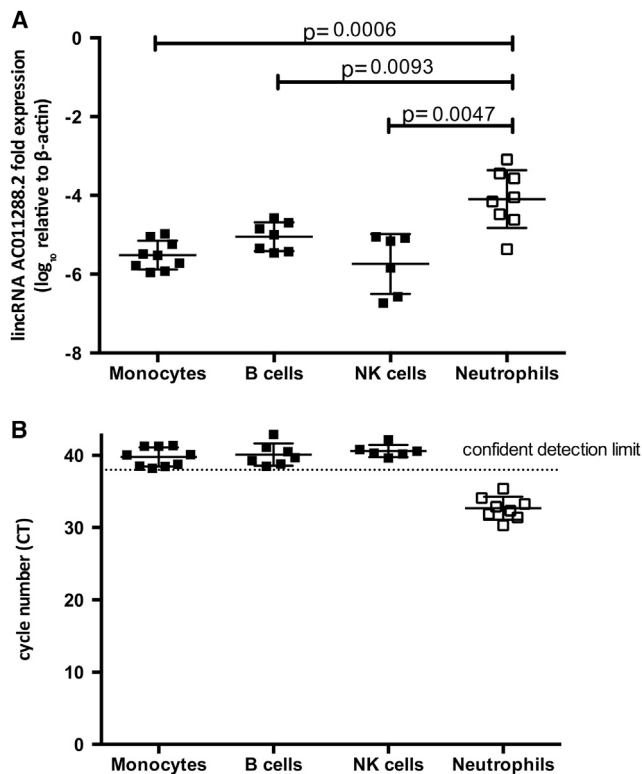 A
lincRNA AC011288.2 fold expression
(log₁₀ relative to β-actin)
0
-2
-4
-6
-8
p= 0.0006
p= 0.0093
p= 0.0047
Monocytes
B cells
NK cells
Neutrophils
B
cycle number (CT)
40
30
20
10
0
confident detection limit
Monocytes
B cells
NK cells
Neutrophils